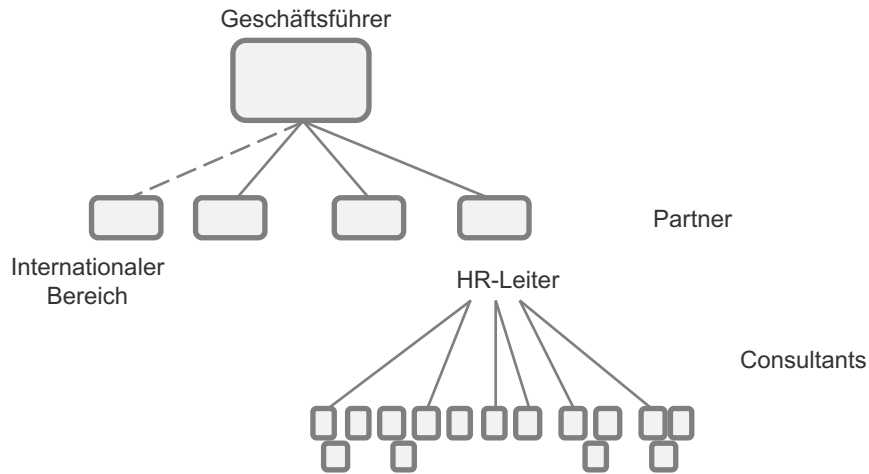 Geschäftsführer
Partner
Internationaler
Bereich
HR-Leiter
Consultants